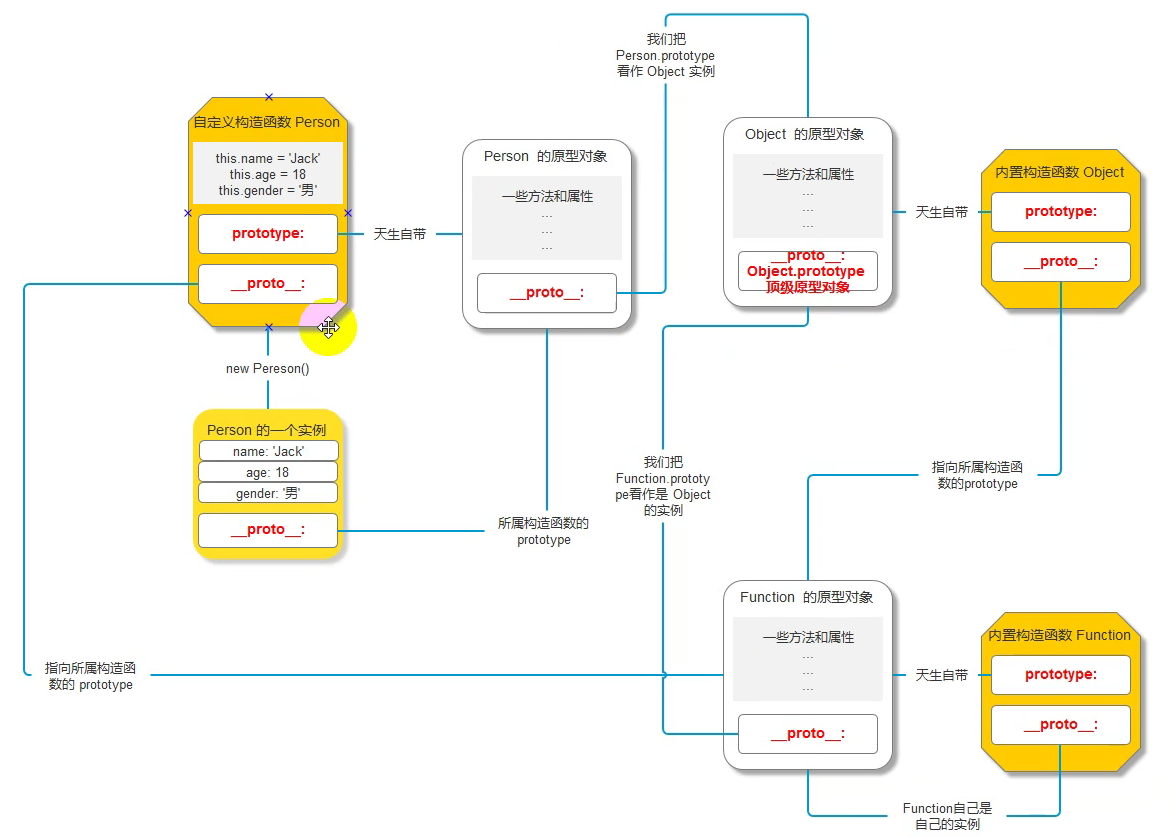 我们把
Person.prototype
看作 Object 实例
自定义构造函数 Person
this.name = 'Jack'
this.age = 18
this.gender = '男'
prototype:
__proto__:
天生自带
Person 的原型对象
一些方法和属性
...
...
...
__proto__:
Object 的原型对象
一些方法和属性
...
...
...
__proto__:
Object.prototype
顶级原型对象
天生自带
内置构造函数 Object
prototype:
__proto__:
new Pereson()
Person 的一个实例
name: 'Jack'
age: 18
gender: '男'
__proto__:
所属构造函数的
prototype
我们把
Function.prototy
pe看作是 Object
的实例
指向所属构造函
数的prototype
指向所属构造函
数的 prototype
Function 的原型对象
一些方法和属性
...
...
...
__proto__:
天生自带
内置构造函数 Function
prototype:
__proto__:
Function自己是
自己的实例